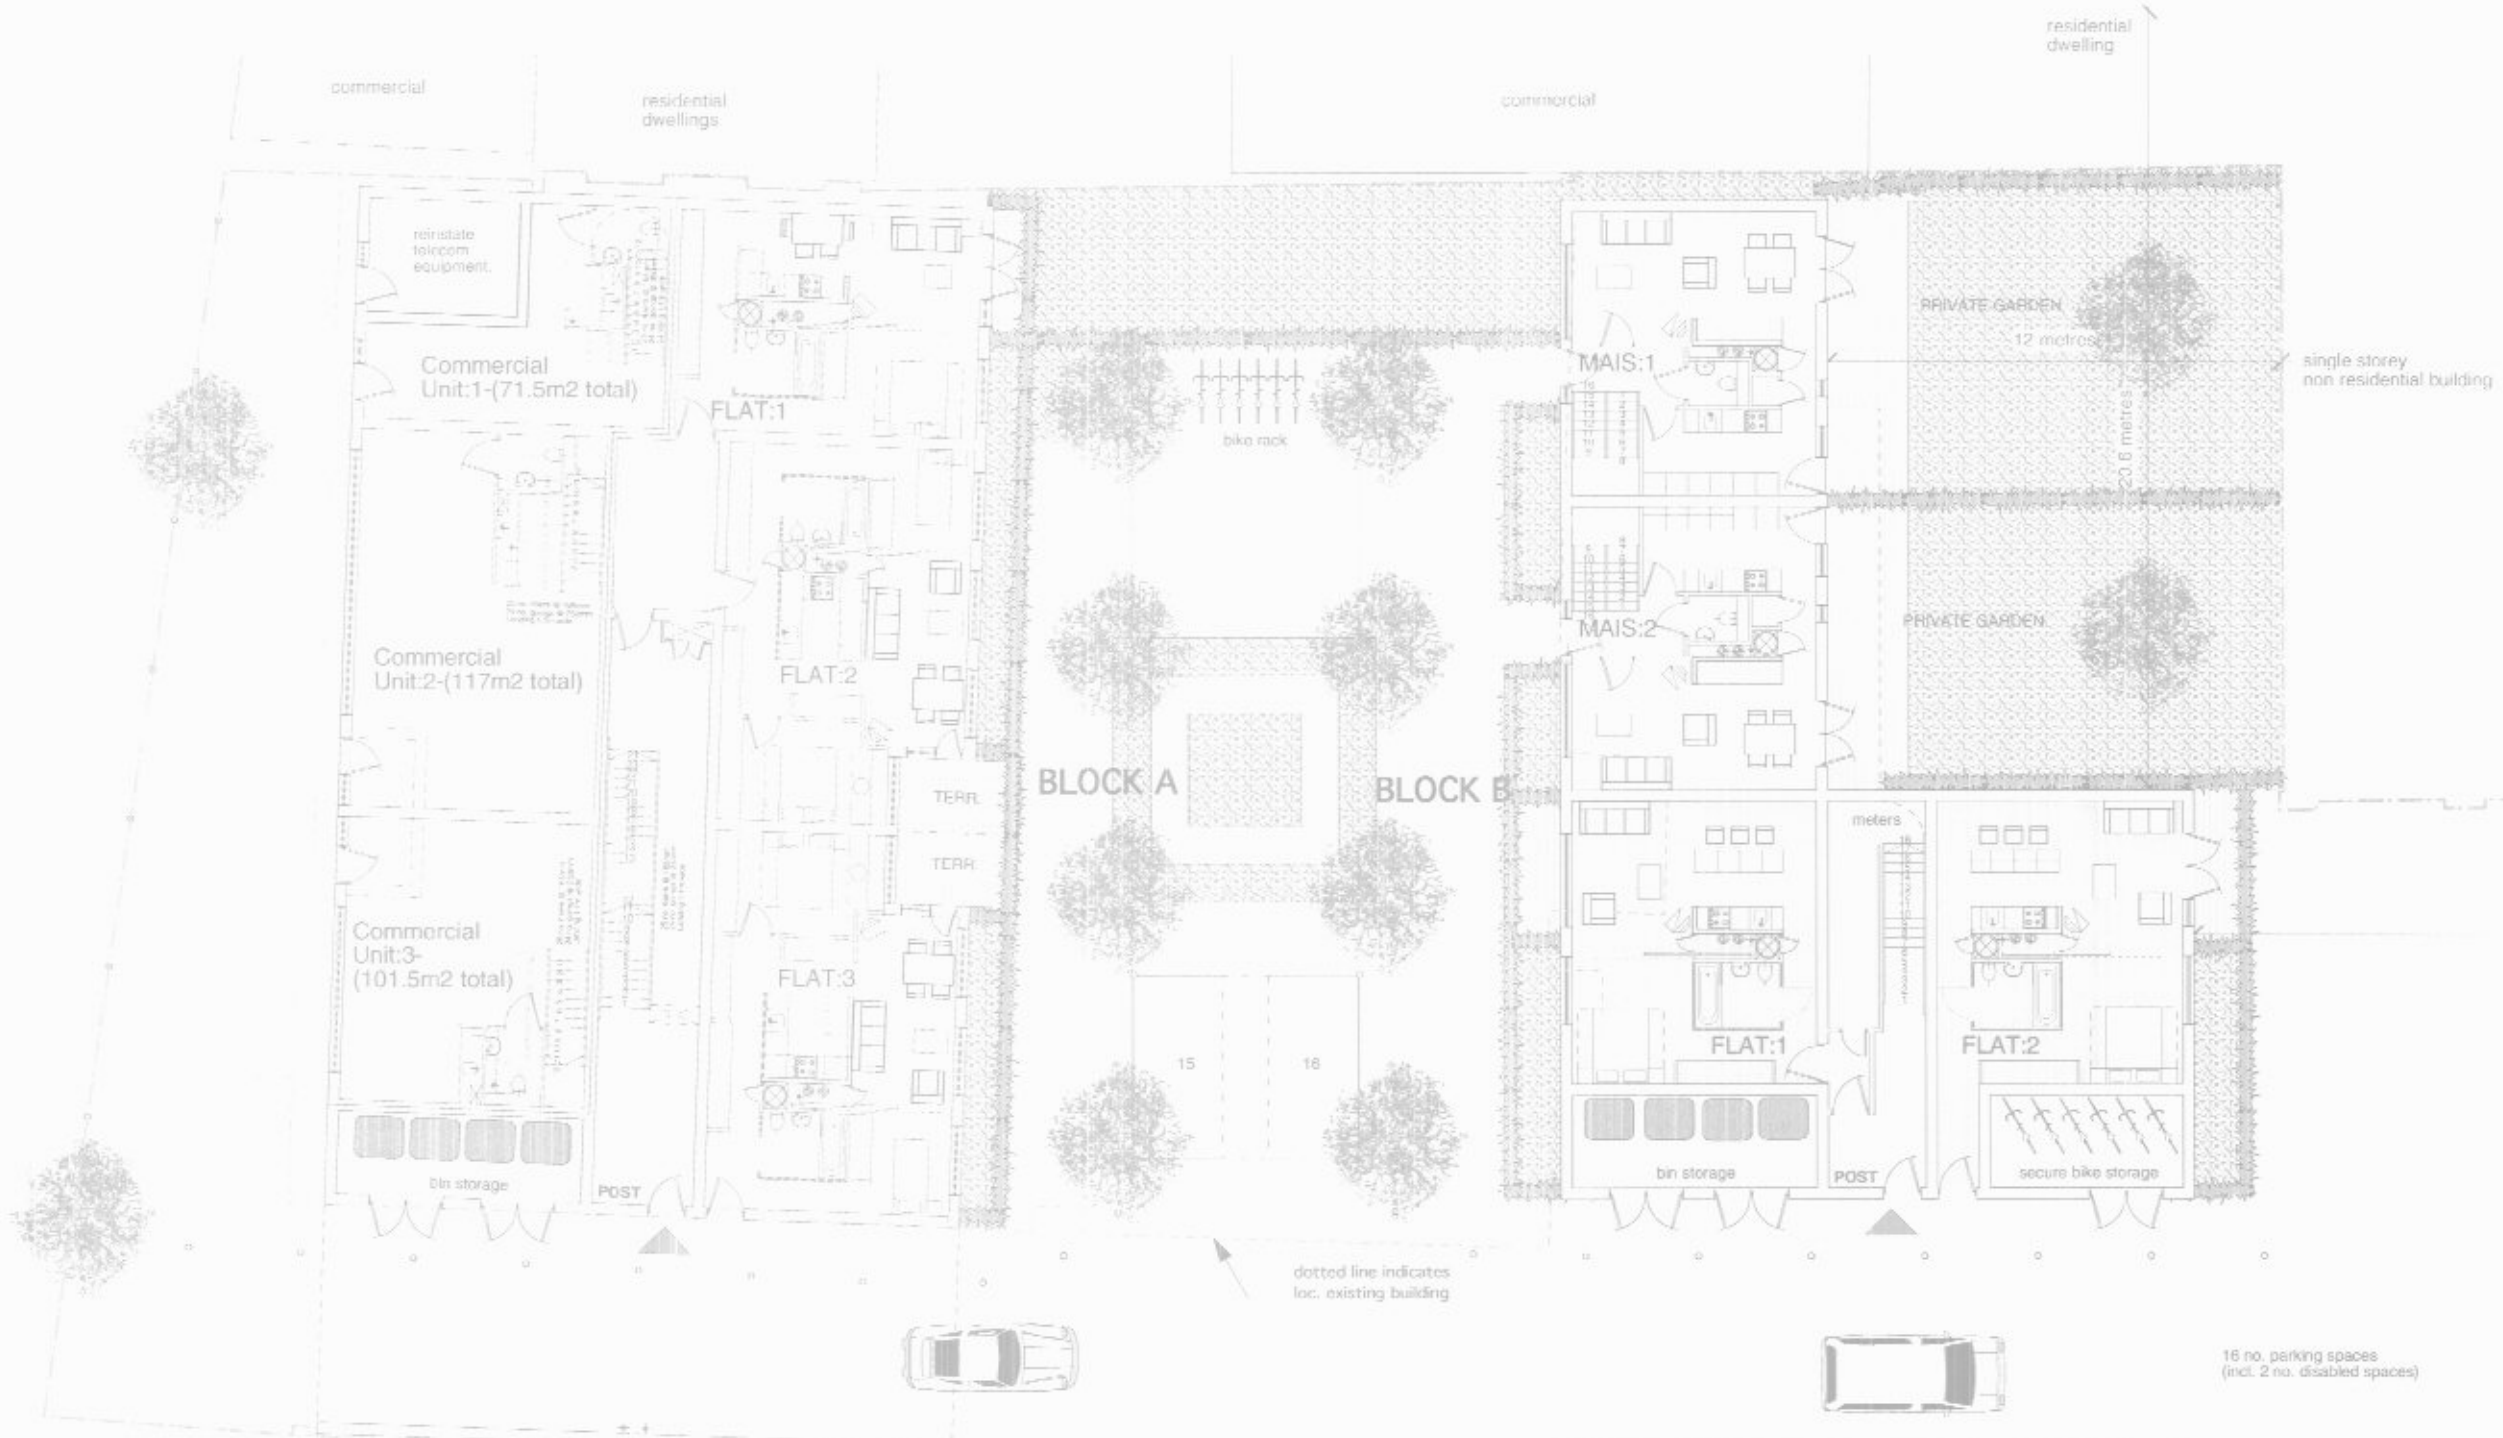 residential
dwelling
commercial
residential
dwellings
commercial
reinstate
telecom
equipment.
PRIVATE GARDEN
12 metres
single storey
non residential building
MAIS:1
Commercial
Unit:1-(71.5m2 total)
FLAT:1
bike rack
20.6 metres
PRIVATE GARDEN
MAIS:2
Commercial
Unit:2-(117m2 total)
FLAT:2
BLOCK A
BLOCK B
TERR.
meters
TERR.
Commercial
Unit:3-
(101.5m2 total)
FLAT:3
FLAT:1
FLAT:2
15
16
bin storage
POST
bin storage
POST
secure bike storage
dotted line indicates
loc. existing building
16 no. parking spaces
(incl. 2 no. disabled spaces)